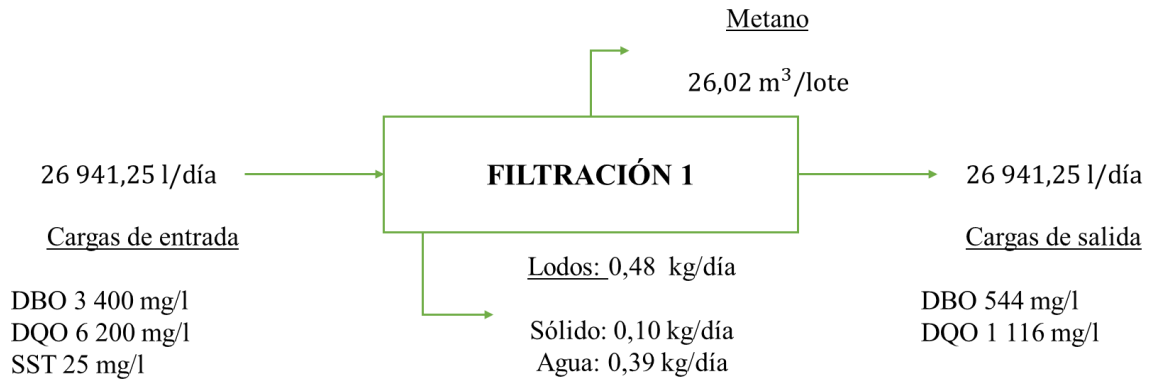 Metano
26,02 m³/lote
26 941,25 l/día
FILTRACIÓN 1
26 941,25 l/día
Cargas de entrada
DBO 3 400 mg/l
DQO 6 200 mg/l
SST 25 mg/l
Lodos: 0,48 kg/día
Sólido: 0,10 kg/día
Agua: 0,39 kg/día
Cargas de salida
DBO 544 mg/l
DQO 1 116 mg/l